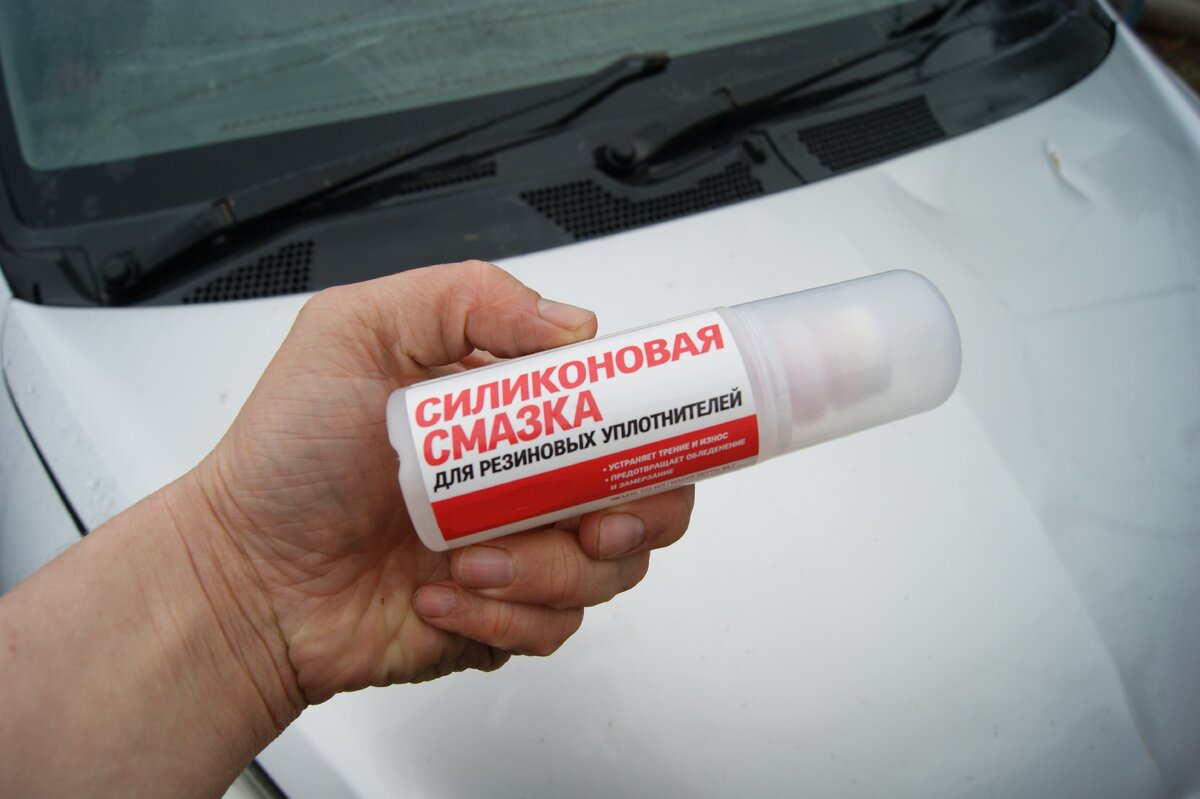 СИЛИКОНОВАЯ
СМАЗКА
ДЛЯ РЕЗИНОВЫХ УПЛОТНИТЕЛЕЙ
• УСТРАНЯЕТ ТРЕНИЕ И ИЗНОС
• ПРЕДОТВРАЩАЕТ ОБЛЕДЕНЕНИЕ
И ЗАМЕРЗАНИЕ